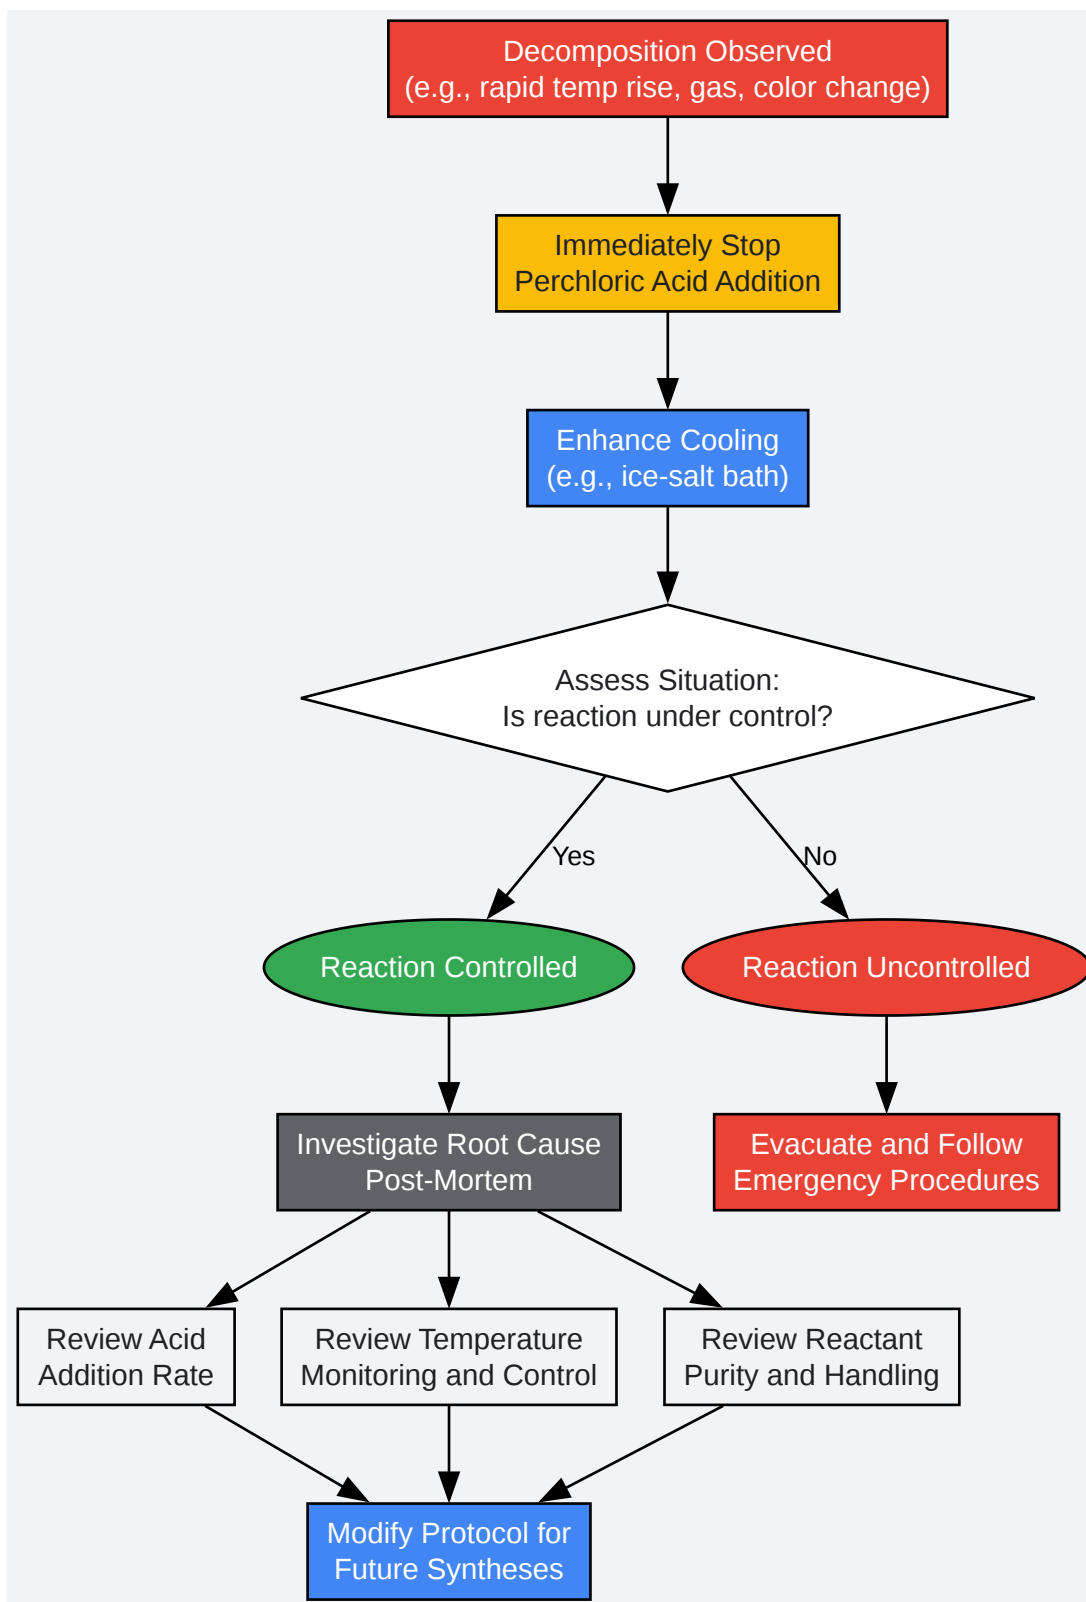 Decomposition Observed
(e.g., rapid temp rise, gas, color change)
Immediately Stop
Perchloric Acid Addition
Enhance Cooling
(e.g., ice-salt bath)
Assess Situation:
Is reaction under control?
Yes
No
Reaction Controlled
Reaction Uncontrolled
Investigate Root Cause
Post-Mortem
Evacuate and Follow
Emergency Procedures
Review Acid
Addition Rate
Review Temperature
Monitoring and Control
Review Reactant
Purity and Handling
Modify Protocol for
Future Syntheses